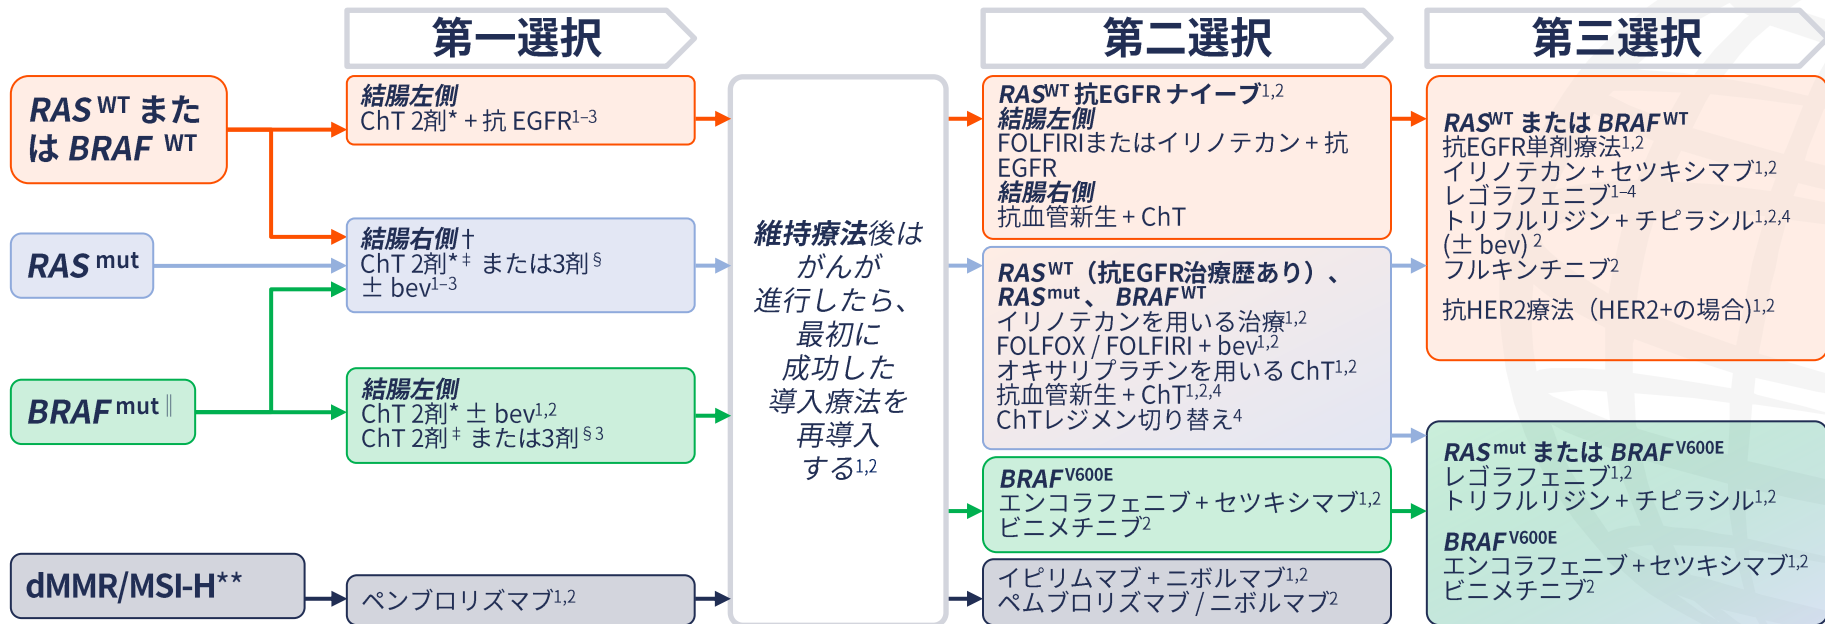 第一選択
第二選択
第三選択
RAS WT また
は BRAF WT
RAS mut
BRAF mut ||
dMMR/MSI-H**
結腸左側
ChT 2剤* + 抗 EGFR1–3
結腸右側†
ChT 2剤*‡ または3剤§
± bev1–3
結腸左側
ChT 2剤* ± bev1,2
ChT 2剤‡ または3剤§ 3
ペンブロリズマブ1,2
維持療法後は
がんが
進行したら、
最初に
成功した
導入療法を
再導入
する1,2
RASWT 抗EGFR ナイーブ1,2
結腸左側
FOLFIRIまたはイリノテカン + 抗
EGFR
結腸右側
抗血管新生 + ChT
RASWT（抗EGFR治療歴あり）、
RASmut、 BRAFWT
イリノテカンを用いる治療1,2
FOLFOX / FOLFIRI + bev1,2
オキサリプラチンを用いる ChT1,2
抗血管新生 + ChT1,2,4
ChTレジメン切り替え4
BRAFV600E
エンコラフェニブ + セツキシマブ1,2
ビニメチニブ2
イピリムマブ + ニボルマブ1,2
ペムブロリズマブ / ニボルマブ2
RASWT または BRAFWT
抗EGFR単剤療法1,2
イリノテカン + セツキシマブ1,2
レゴラフェニブ1–4
トリフルリジン + チピラシル1,2,4
(± bev) 2
フルキンチニブ2
抗HER2療法（HER2+の場合)1,2
RASmut または BRAFV600E
レゴラフェニブ1,2
トリフルリジン + チピラシル1,2
BRAFV600E
エンコラフェニブ + セツキシマブ1,2
ビニメチニブ2